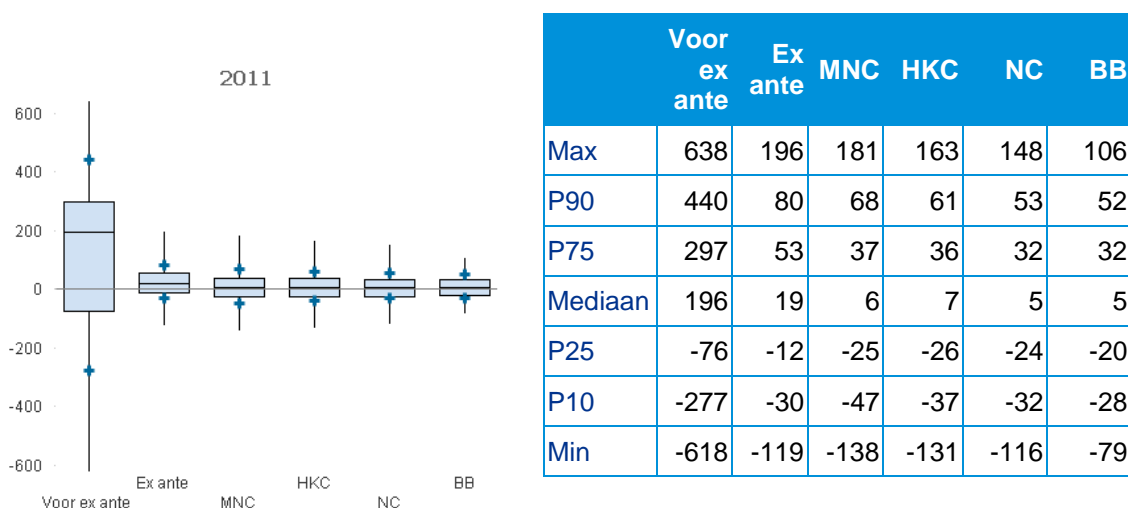 2011
600
400
200
0
-200
-400
-600
Voor ex ante
Ex ante
MNC
HKC
NC
BB
Voor ex ante Ex ante MNC HKC NC BB
Max 638 196 181 163 148 106
P90 440 80 68 61 53 52
P75 297 53 37 36 32 32
Mediaan 196 19 6 7 5 5
P25 -76 -12 -25 -26 -24 -20
P10 -277 -30 -47 -37 -32 -28
Min -618 -119 -138 -131 -116 -79